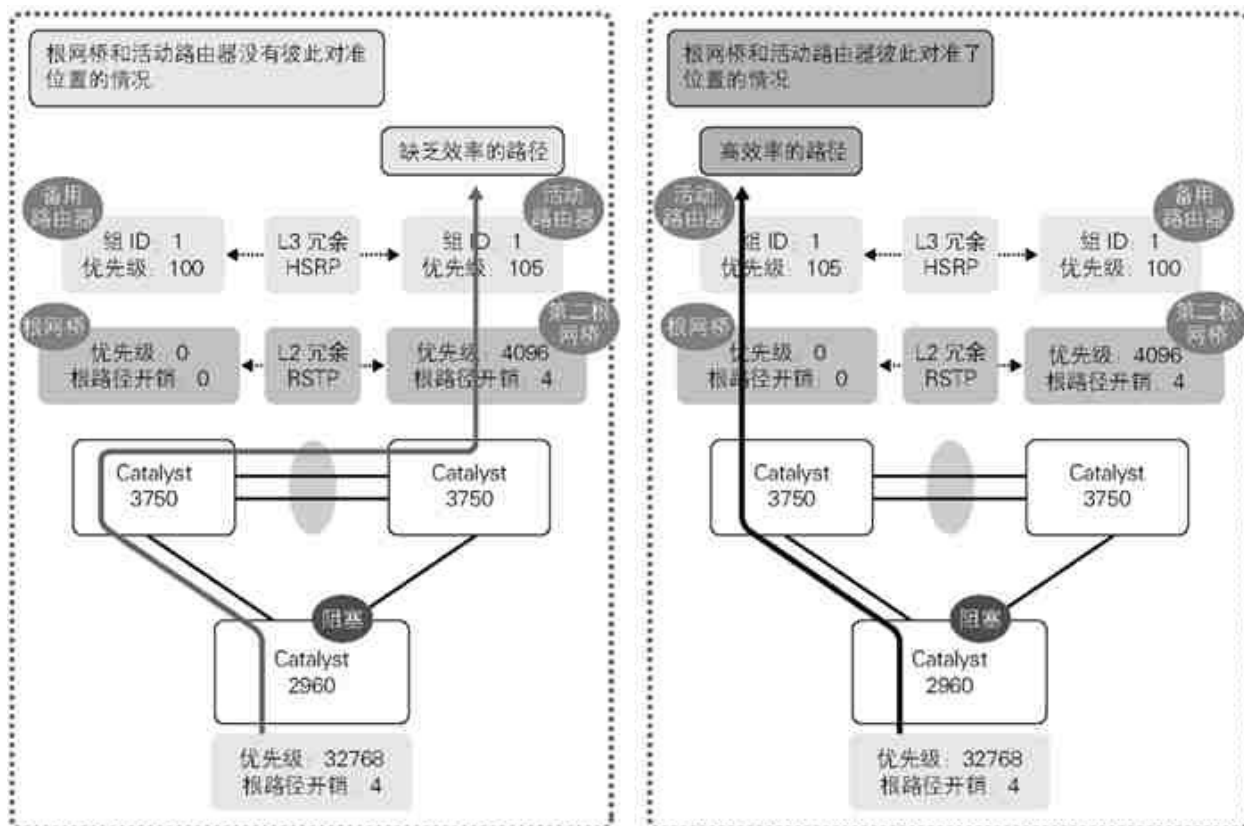 根网桥和活动路由器没有彼此对准
位置的情况
缺乏效率的路径
备用
路由器
活动
路由器
组 ID：1
优先级：100
L3 冗余
HSRP
组 ID：1
优先级：105
根网桥
第二根
网桥
优先级：0
根路径开销：0
L2 冗余
RSTP
优先级：4096
根路径开销：4
Catalyst
3750
Catalyst
3750
阻塞
Catalyst
2960
优先级：32768
根路径开销：4
根网桥和活动路由器彼此对准了
位置的情况
高效率的路径
活动
路由器
备用
路由器
组 ID：1
优先级：105
L3 冗余
HSRP
组 ID：1
优先级：100
根网桥
第二根
网桥
优先级：0
根路径开销：0
L2 冗余
RSTP
优先级：4096
根路径开销：4
Catalyst
3750
Catalyst
3750
阻塞
Catalyst
2960
优先级：32768
根路径开销：4